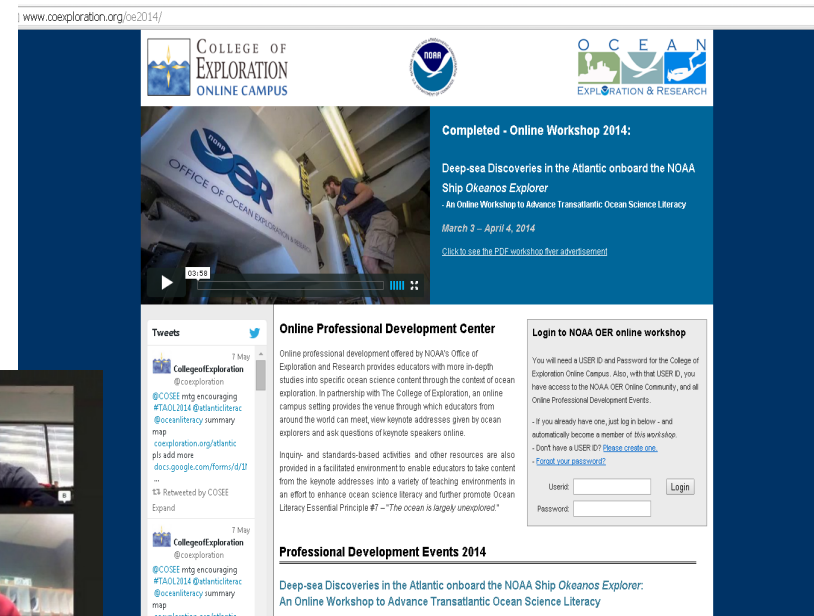 www.coexploration.org/oe2014/
COLLEGE OF
EXPLORATION
ONLINE CAMPUS
NOAA
OCEAN
EXPLORATION & RESEARCH
OER
OFFICE OF OCEAN EXPLORATION & RESEARCH
03:58
Completed - Online Workshop 2014:
Deep-sea Discoveries in the Atlantic onboard the NOAA
Ship Okeanos Explorer
- An Online Workshop to Advance Transatlantic Ocean Science Literacy
March 3 – April 4, 2014
Click to see the PDF workshop flyer advertisement
Tweets
7 May
CollegeofExploration
@coexploration
@COSEE mtg encouraging
#TAOL2014 @atlanticliterac
@oceanliteracy summary
map
coexploration.org/atlantic
pls add more
docs.google.com/forms/d/1f
...
Retweeted by COSEE
Expand
7 May
CollegeofExploration
@coexploration
@COSEE mtg encouraging
#TAOL2014 @atlanticliterac
@oceanliteracy summary
map
coexploration.org/atlantic
Online Professional Development Center
Online professional development offered by NOAA's Office of
Exploration and Research provides educators with more in-depth
studies into specific ocean science content through the context of ocean
exploration. In partnership with The College of Exploration, an online
campus setting provides the venue through which educators from
around the world can meet, view keynote addresses given by ocean
explorers and ask questions of keynote speakers online.
Inquiry- and standards-based activities and other resources are also
provided in a facilitated environment to enable educators to take content
from the keynote addresses into a variety of teaching environments in
an effort to enhance ocean science literacy and further promote Ocean
Literacy Essential Principle #7 – "The ocean is largely unexplored."
Login to NOAA OER online workshop
You will need a USER ID and Password for the College of
Exploration Online Campus. Also, with that USER ID, you
have access to the NOAA OER Online Community, and all
Online Professional Development Events.
- If you already have one, just log in below - and
automatically become a member of this workshop.
- Don't have a USER ID? Please create one.
- Forgot your password?
Userid:
Login
Password:
Professional Development Events 2014
Deep-sea Discoveries in the Atlantic onboard the NOAA Ship Okeanos Explorer:
An Online Workshop to Advance Transatlantic Ocean Science Literacy